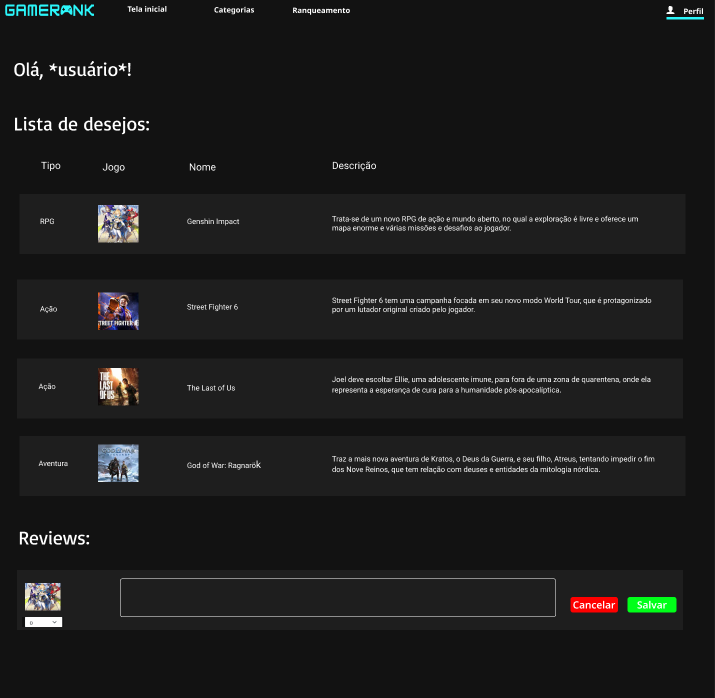 GAMERANK
Tela inicial
Categorias
Ranqueamento
Perfil
Olá, *usuário*!
Lista de desejos:
Tipo
Jogo
Nome
Descrição
RPG
Genshin Impact
Trata-se de um novo RPG de ação e mundo aberto, no qual a exploração é livre e oferece um
mapa enorme e várias missões e desafios ao jogador.
Ação
STREET FIGHTER 6
Street Fighter 6
Street Fighter 6 tem uma campanha focada em seu novo modo World Tour, que é protagonizado
por um lutador original criado pelo jogador.
Ação
THE
LAST
OF US
The Last of Us
Joel deve escoltar Ellie, uma adolescente imune, para fora de uma zona de quarentena, onde ela
representa a esperança de cura para a humanidade pós-apocalíptica.
Aventura
God of War: Ragnarok
Traz a mais nova aventura de Kratos, o Deus da Guerra, e seu filho, Atreus, tentando impedir o fim
dos Nove Reinos, que tem relação com deuses e entidades da mitologia nórdica.
Reviews:
0
Cancelar
Salvar